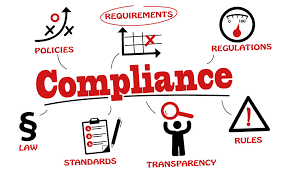 REQUIREMENTS
POLICIES
REGULATIONS
Compliance
§
LAW
STANDARDS
TRANSPARENCY
RULES